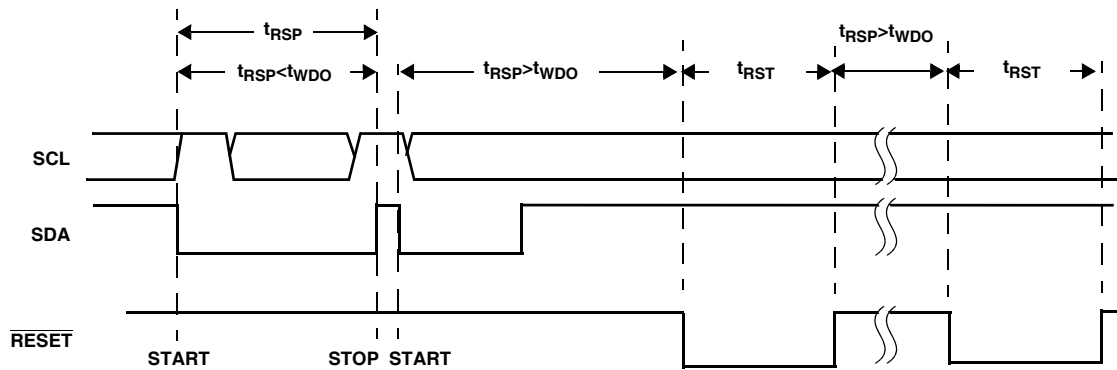 tRSP
tRSP<tWDO
tRSP>tWDO
tRST
tRSP>tWDO
tRST
SCL
SDA
RESET
START STOP START